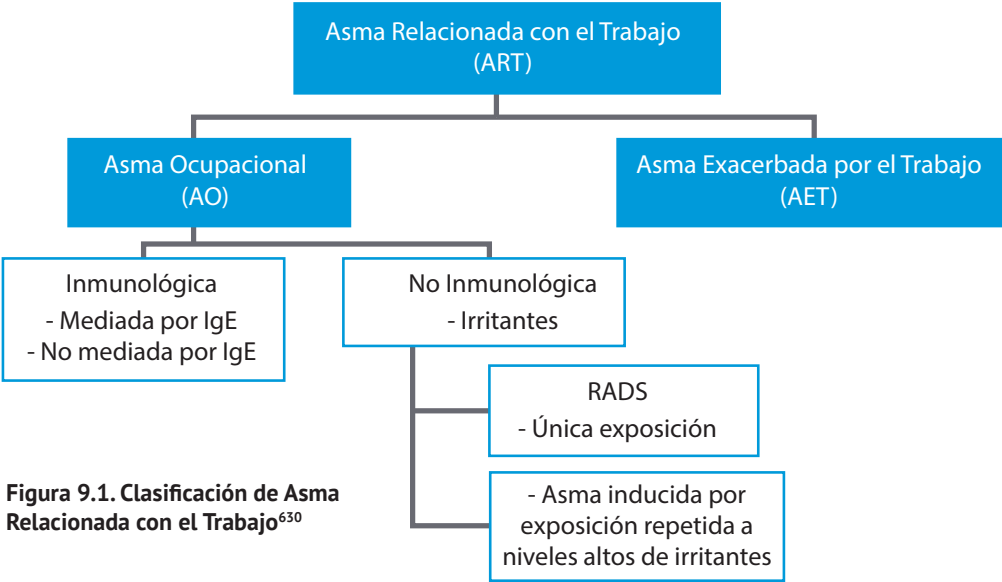 Asma Relacionada con el Trabajo
(ART)
Asma Ocupacional
(AO)
Asma Exacerbada por el Trabajo
(AET)
Inmunológica
- Mediada por IgE
- No mediada por IgE
No Inmunológica
- Irritantes
RADS
- Única exposición
- Asma inducida por
exposición repetida a
niveles altos de irritantes
Figura 9.1. Clasificación de Asma
Relacionada con el Trabajo⁶³⁰